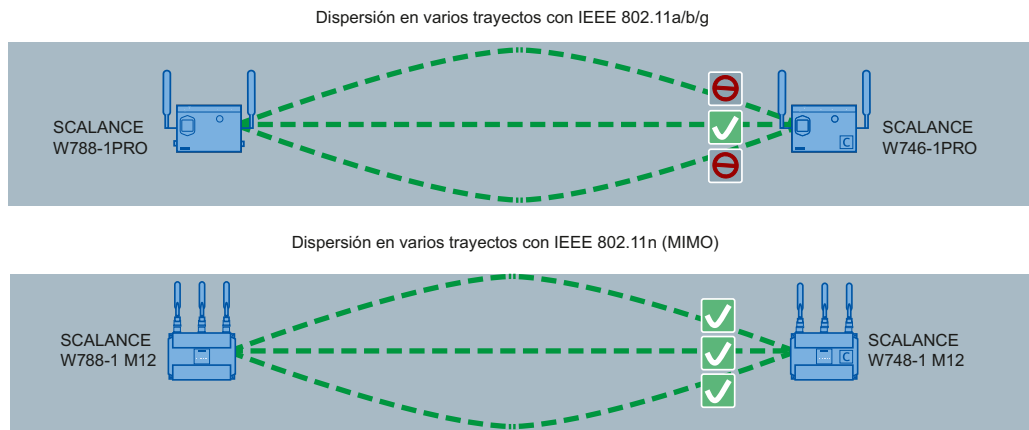 Dispersión en varios trayectos con IEEE 802.11a/b/g
SCALANCE
W788-1PRO
C
SCALANCE
W746-1PRO
Dispersión en varios trayectos con IEEE 802.11n (MIMO)
SCALANCE
W788-1 M12
C
SCALANCE
W748-1 M12